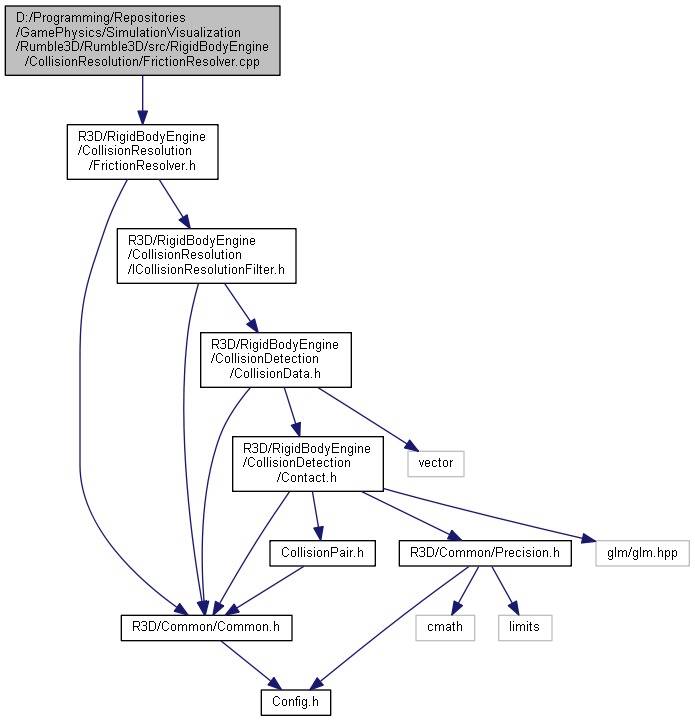 D:/Programming/Repositories
/GamePhysics/SimulationVisualization
/Rumble3D/Rumble3D/src/RigidBodyEngine
/CollisionResolution/FrictionResolver.cpp
R3D/RigidBodyEngine
/CollisionResolution
/FrictionResolver.h
R3D/RigidBodyEngine
/CollisionResolution
/ICollisionResolutionFilter.h
R3D/RigidBodyEngine
/CollisionDetection
/CollisionData.h
R3D/RigidBodyEngine
/CollisionDetection
/Contact.h
vector
CollisionPair.h
R3D/Common/Precision.h
glm/glm.hpp
R3D/Common/Common.h
cmath
limits
Config.h